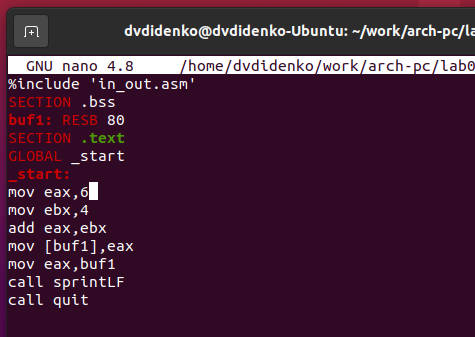 dvdidenko@dvdidenko-Ubuntu: ~/work/arch-pc/la
GNU nano 4.8 /home/dvdidenko/work/arch-pc/lab0
%include 'in_out.asm'
SECTION .bss
buf1: RESB 80
SECTION .text
GLOBAL _start
_start:
mov eax,6
mov ebx,4
add eax,ebx
mov [buf1],eax
mov eax,buf1
call sprintLF
call quit